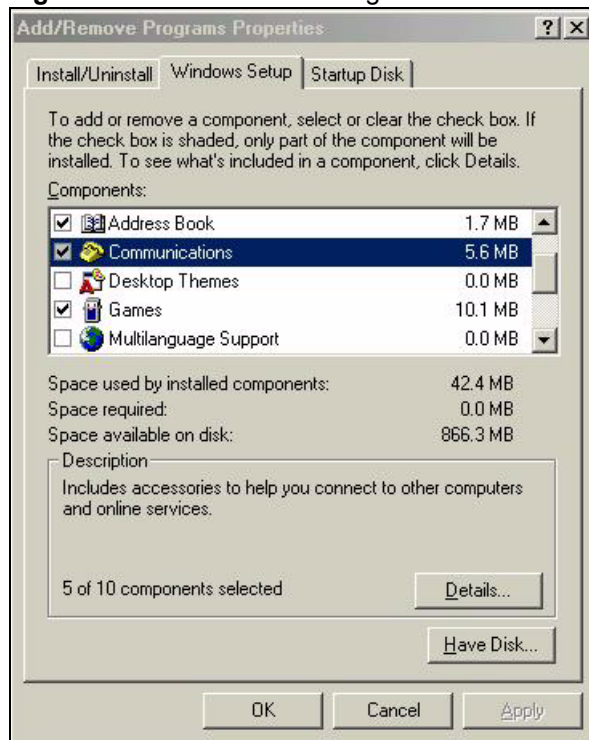 Add/Remove Programs Properties
Install/Uninstall Windows Setup Startup Disk
To add or remove a component, select or clear the check box. If
the check box is shaded, only part of the component will be
installed. To see what's included in a component, click Details.
Components:
Address Book 1.7 MB
Communications 5.6 MB
Desktop Themes 0.0 MB
Games 10.1 MB
Multilanguage Support 0.0 MB
Space used by installed components: 42.4 MB
Space required: 0.0 MB
Space available on disk: 866.3 MB
Description
Includes accessories to help you connect to other computers
and online services.
5 of 10 components selected Details...
Have Disk...
OK Cancel Apply